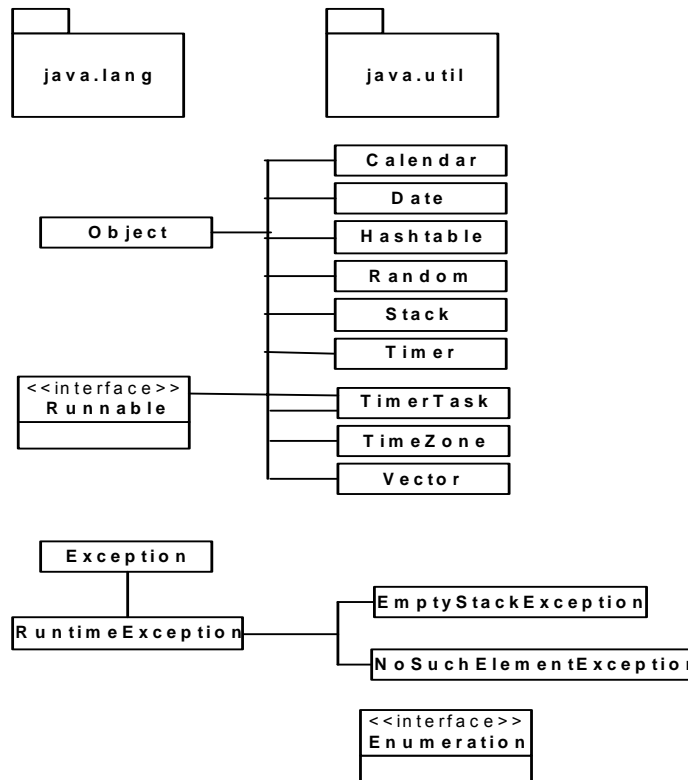 java.lang
java.util
Calendar
Date
Object
Hashtable
Random
Stack
Timer
<<interface>>
Runnable
TimerTask
TimeZone
Vector
Exception
EmptyStackException
RuntimeException
NoSuchElementException
<<interface>>
Enumeration